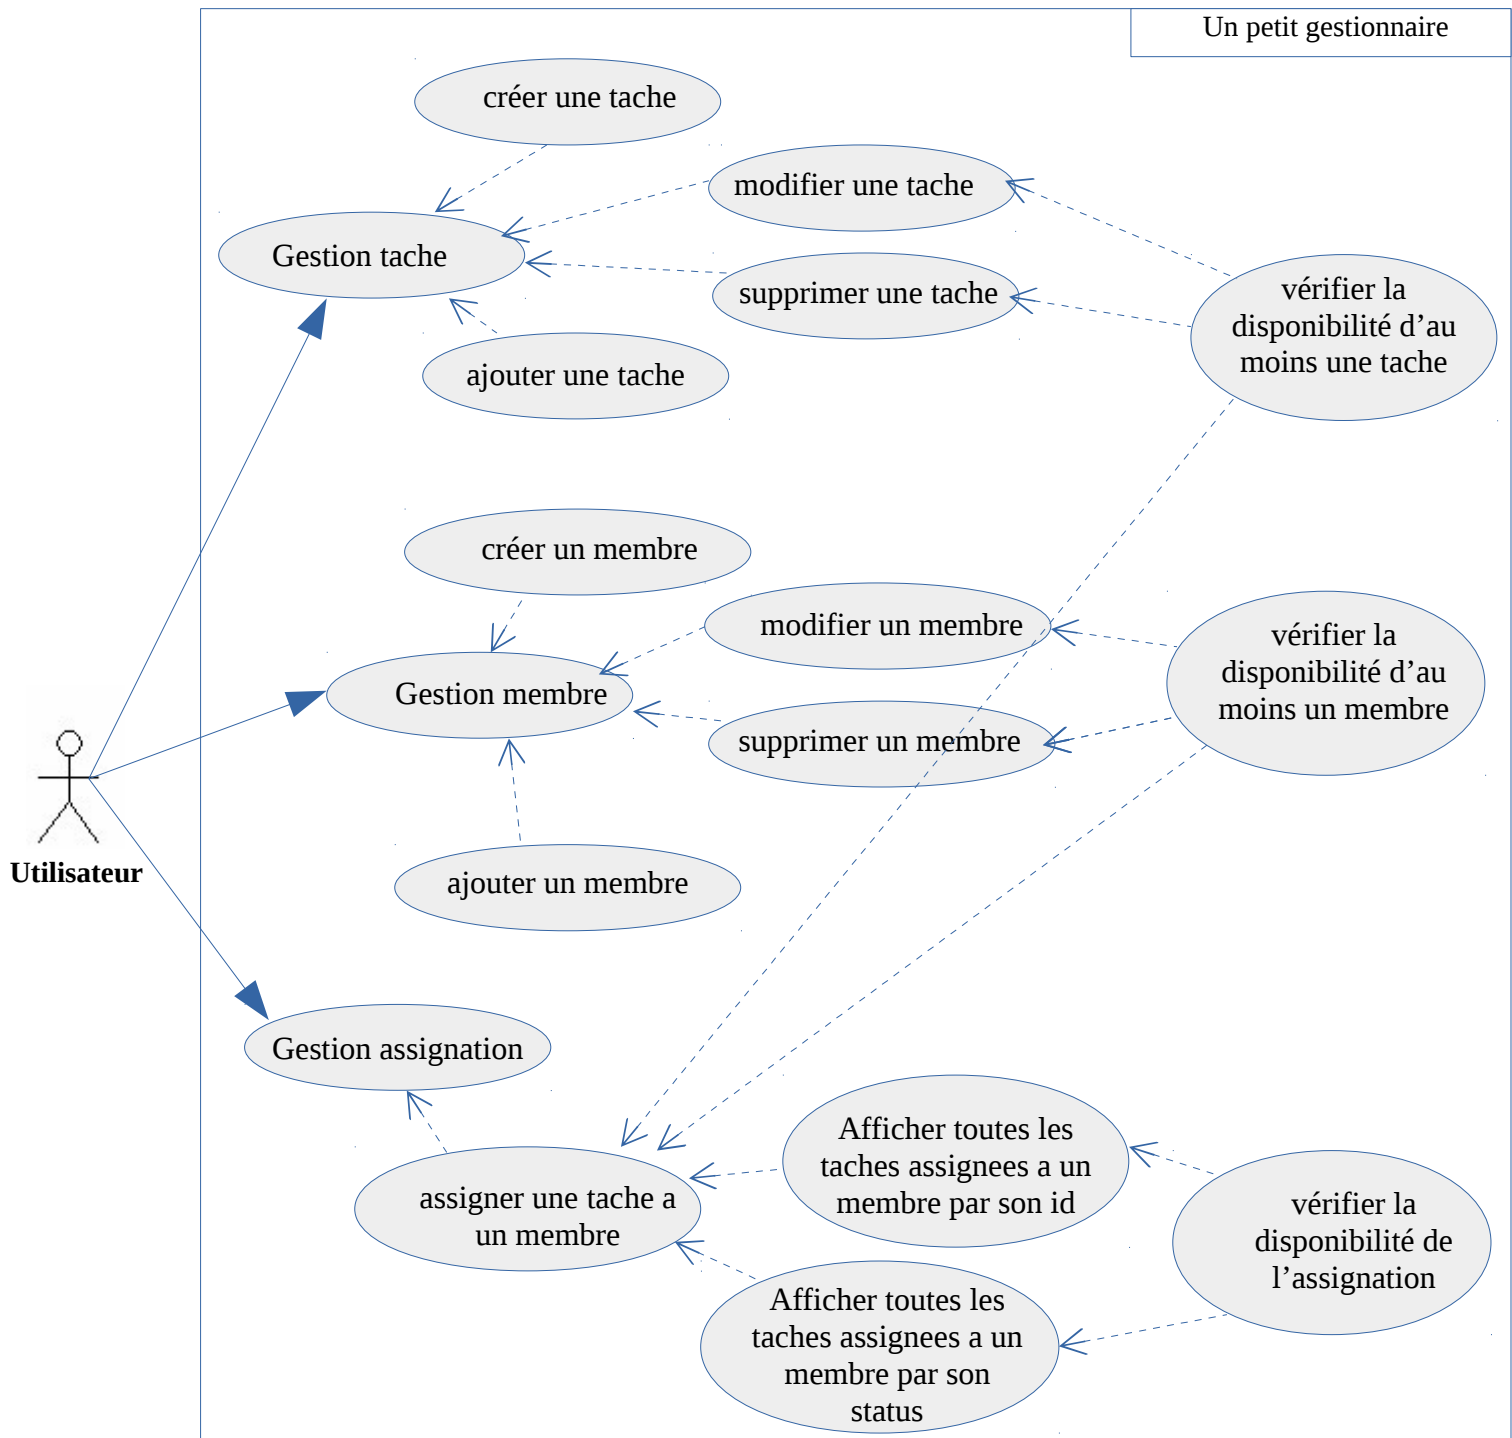 Un petit gestionnaire
créer une tache
modifier une tache
Gestion tache
supprimer une tache
vérifier la
disponibilité d’au
moins une tache
ajouter une tache
créer un membre
modifier un membre
vérifier la
disponibilité d’au
moins un membre
Gestion membre
supprimer un membre
Utilisateur
ajouter un membre
Gestion assignation
Afficher toutes les
taches assignees a un
membre par son id
assigner une tache a
un membre
vérifier la
disponibilité de
l’assignation
Afficher toutes les
taches assignees a un
membre par son
status